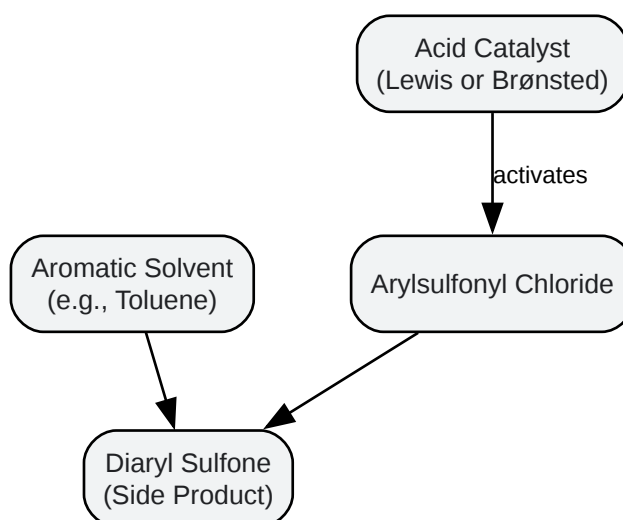 Acid Catalyst
(Lewis or Brønsted)
activates
Aromatic Solvent
(e.g., Toluene)
Arylsulfonyl Chloride
Diaryl Sulfone
(Side Product)